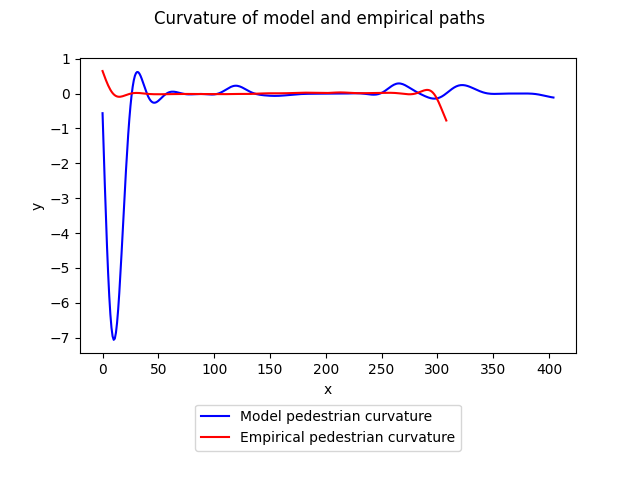 Curvature of model and empirical paths
1
0
−1
−2
−3
−4
−5
−6
−7
y
0 50 100 150 200 250 300 350 400
x
Model pedestrian curvature
Empirical pedestrian curvature